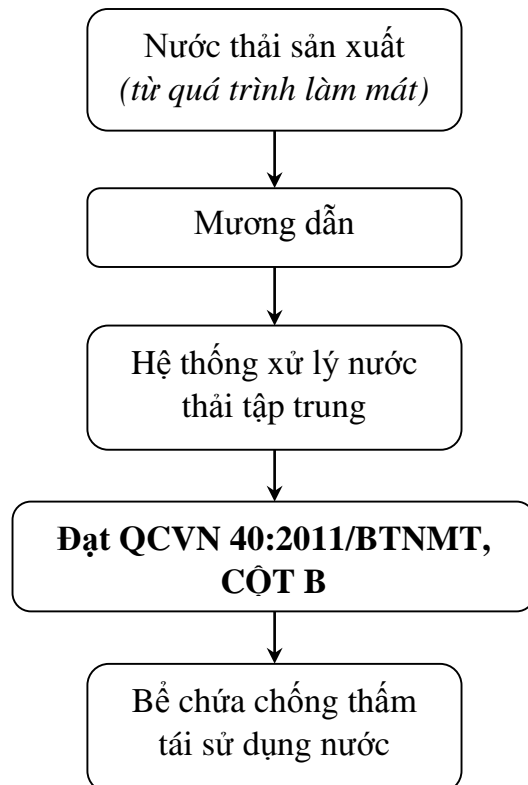 Nước thải sản xuất
(từ quá trình làm mát)
Mương dẫn
Hệ thống xử lý nước
thải tập trung
Đạt QCVN 40:2011/BTNMT,
CỘT B
Bể chứa chống thấm
tái sử dụng nước